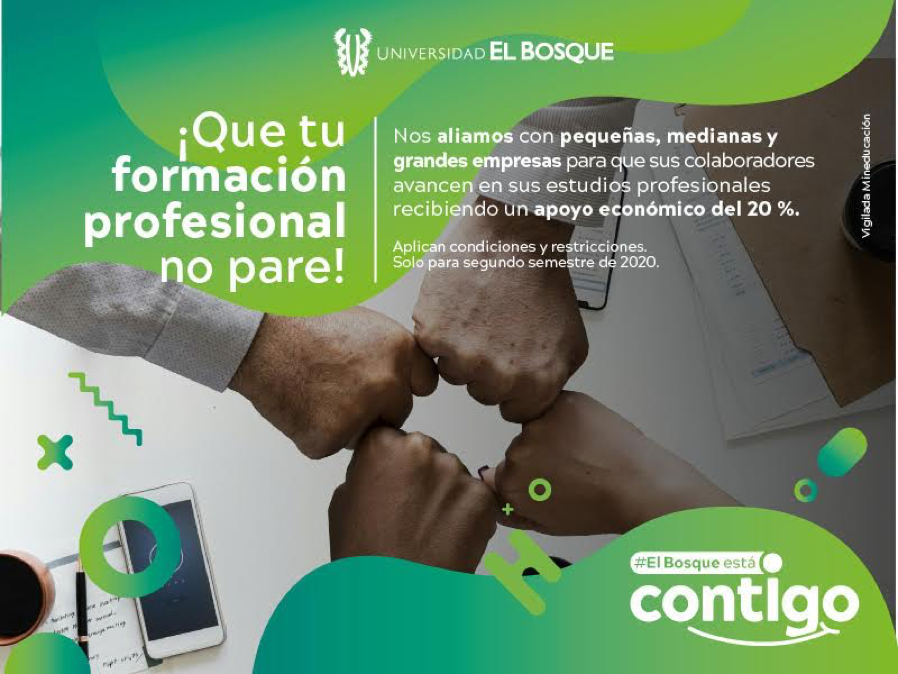 UNIVERSIDAD EL BOSQUE
¡Que tu
formación
profesional
no pare!
Nos aliamos con pequeñas, medianas y
grandes empresas para que sus colaboradores
avancen en sus estudios profesionales
recibiendo un apoyo económico del 20 %.
Aplican condiciones y restricciones.
Solo para segundo semestre de 2020.
Vigilada Mineducación
#El Bosque está
contigo